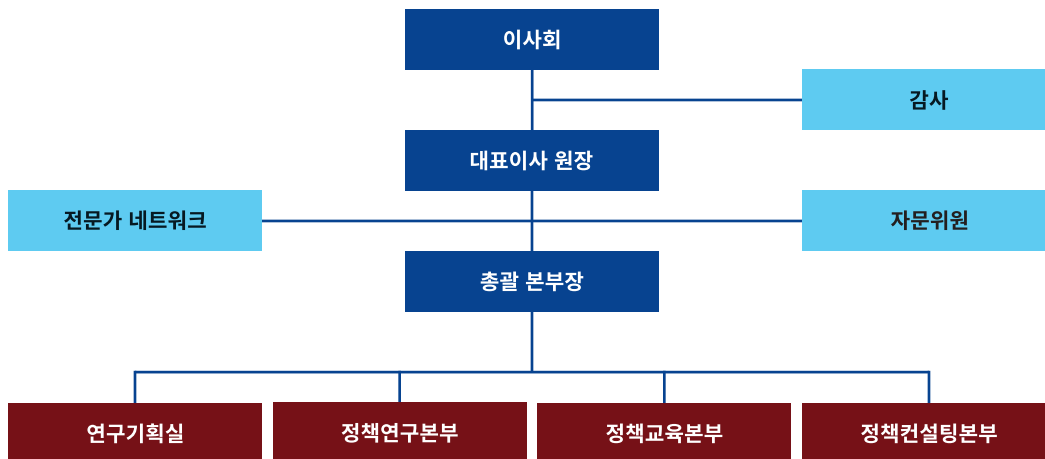 이사회
감사
대표이사 원장
전문가 네트워크
자문위원
총괄 본부장
연구기획실
정책연구본부
정책교육본부
정책컨설팅본부